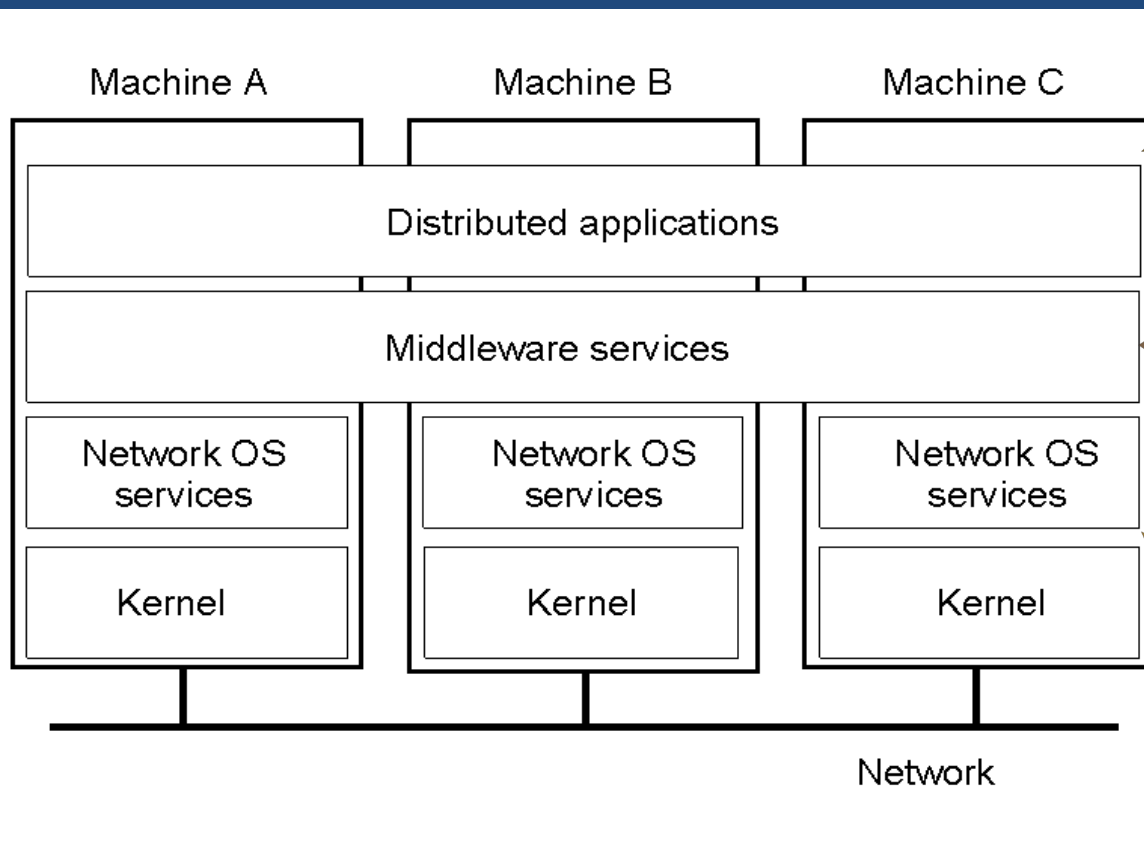 Machine A
Machine B
Machine C
Distributed applications
Middleware services
Network OS
services
Network OS
services
Network OS
services
Kernel
Kernel
Kernel
Network